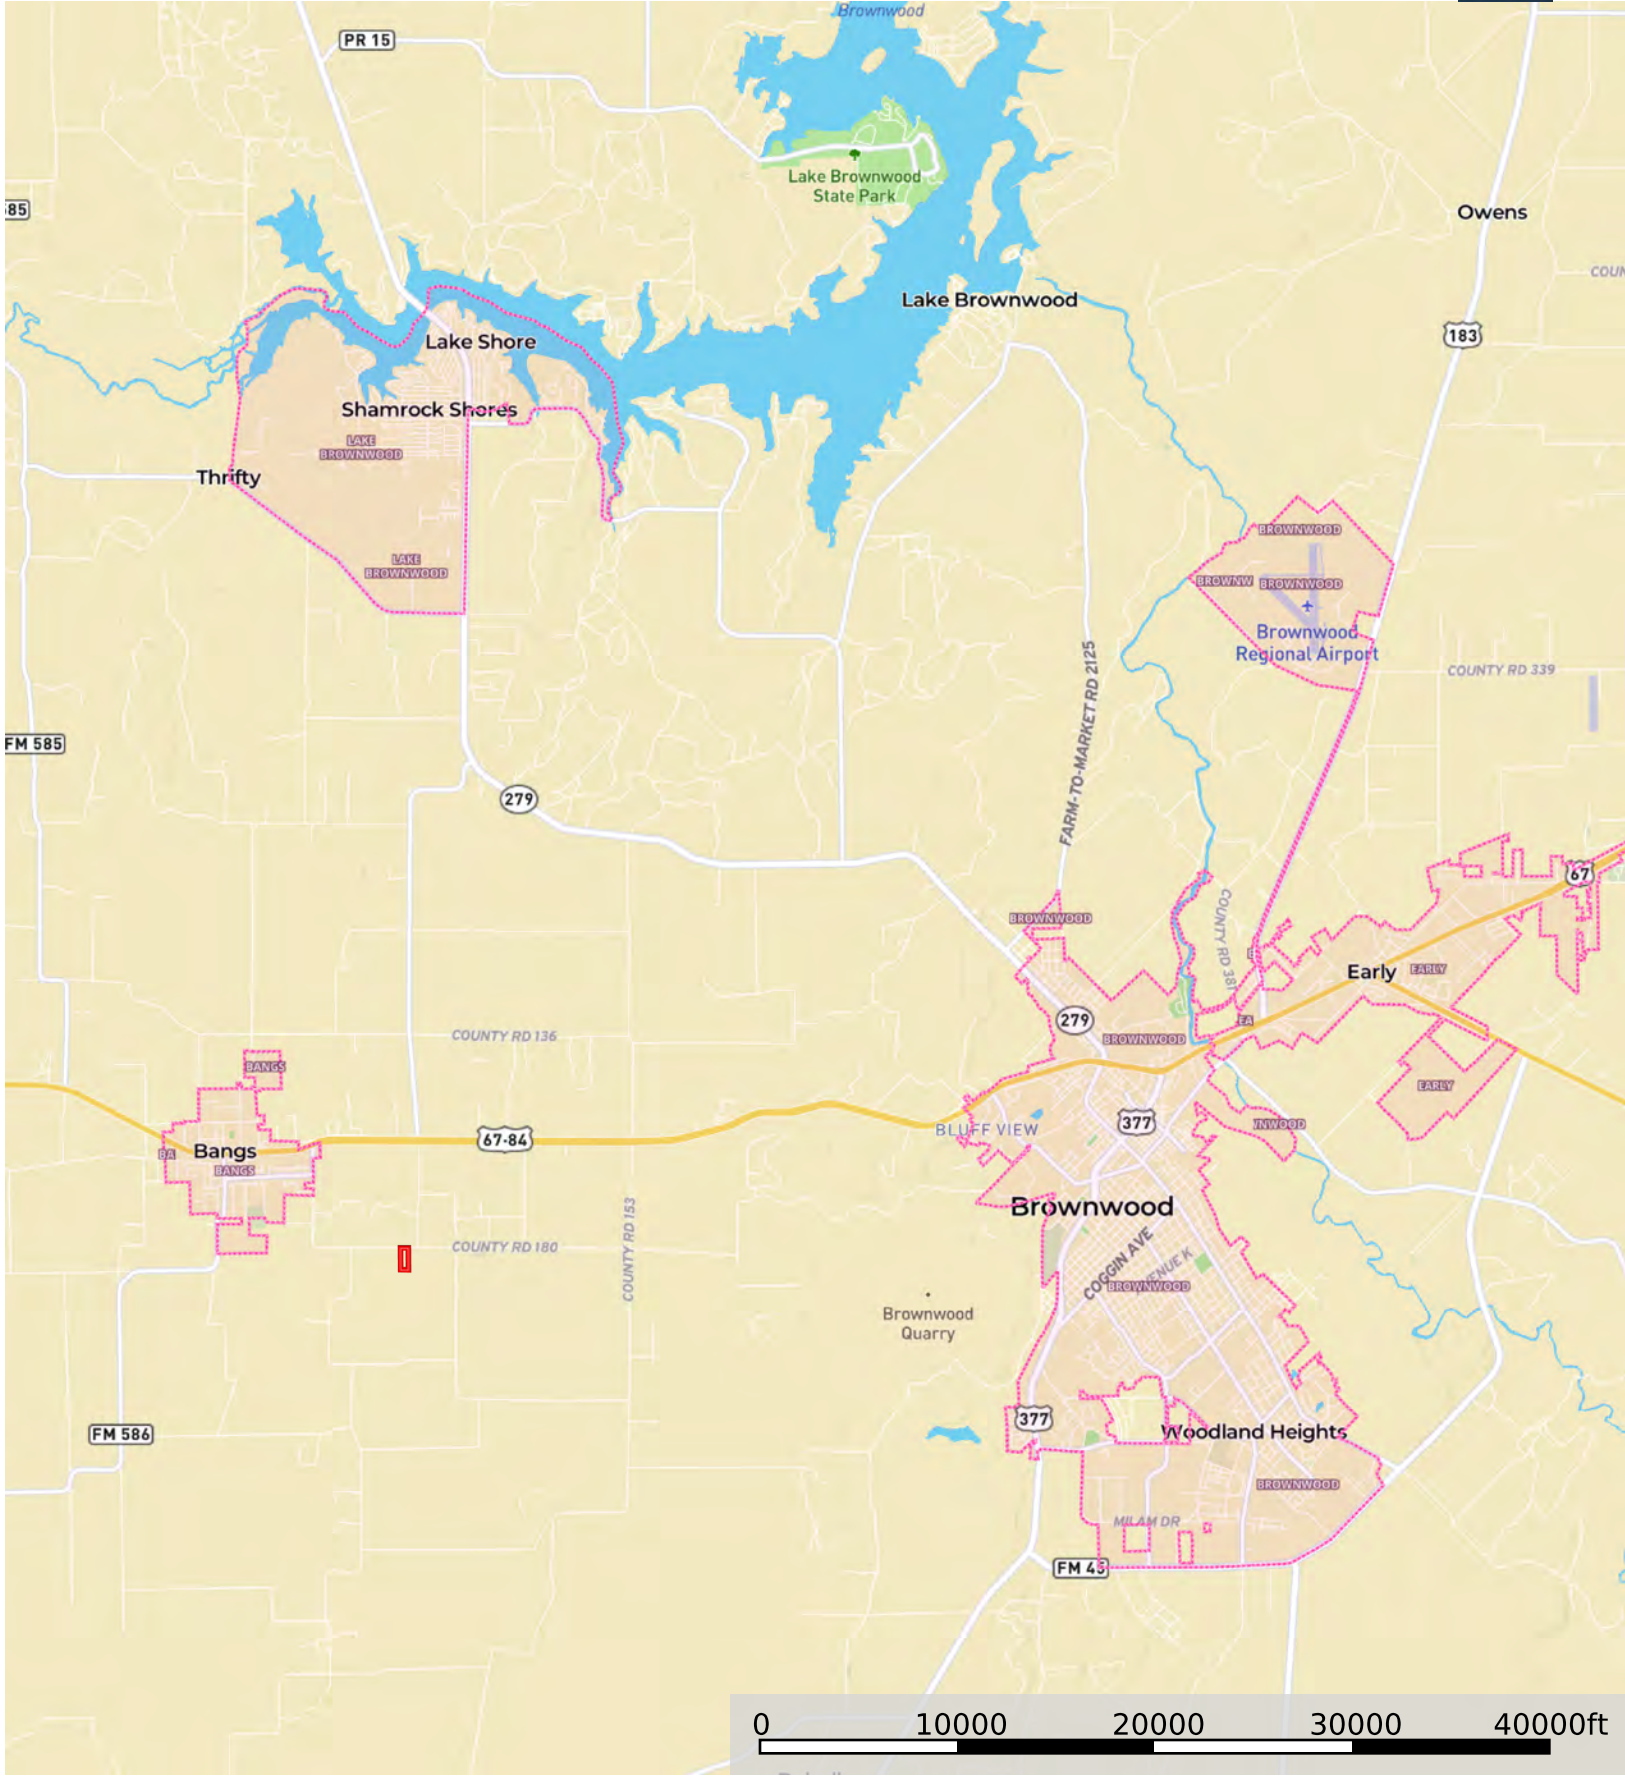 Brownwood
PR 15
Lake Brownwood
State Park
85
Owens
COUN
Lake Brownwood
183
Lake Shore
Shamrock Shores
LAKE
BROWNWOOD
Thrifty
BROWNWOOD
LAKE
BROWNWOOD
BROWNW
BROWNWOOD
Brownwood
Regional Airport
COUNTY RD 339
FARM-TO-MARKET RD 2125
FM 585
279
67
BROWNWOOD
COUNTY RD 381
E
Early
EARLY
279
EA
COUNTY RD 136
BROWNWOOD
BANGS
EARLY
377
WNWOOD
BLUFF VIEW
67-84
Bangs
BA
BANGS
Brownwood
COUNTY RD 153
COUNTY RD 180
COGGIN AVE
ENUE K
BROWNWOOD
Brownwood
Quarry
377
Woodland Heights
FM 586
BROWNWOOD
MILAM DR
FM 45
0 10000 20000 30000 40000ft